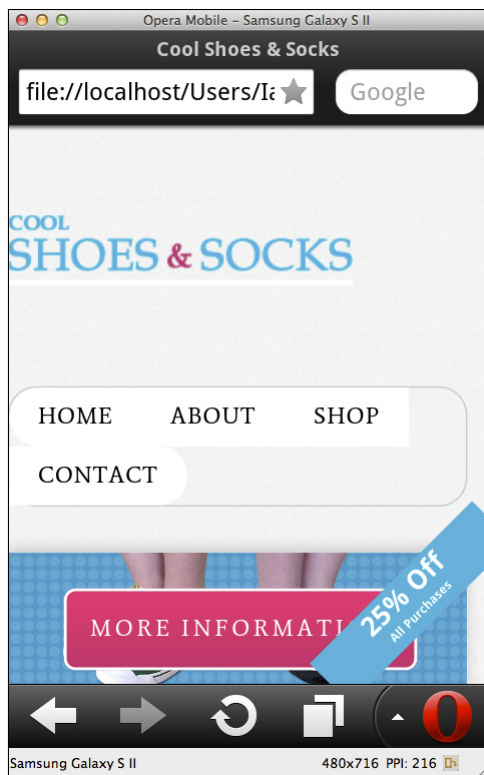 Opera Mobile – Samsung Galaxy S II
Cool Shoes & Socks
file://localhost/Users/Ia
Google
COOL
SHOES & SOCKS
HOME ABOUT SHOP
CONTACT
25% Off
All Purchases
MORE INFORMATI
Samsung Galaxy S II 480x716 PPI: 216